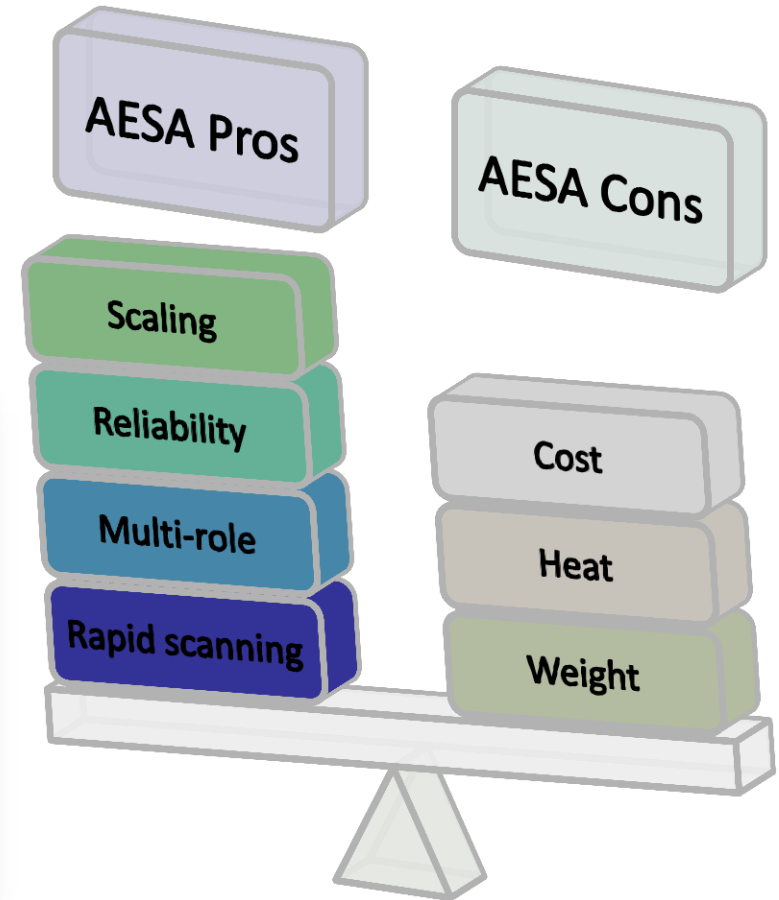 AESA Pros
Scaling
Reliability
Multi-role
Rapid scanning
AESA Cons
Cost
Heat
Weight